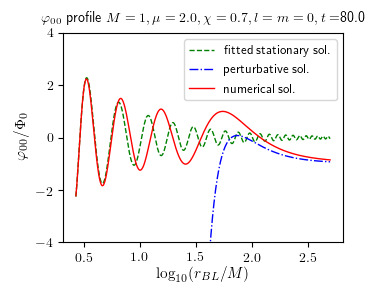 φ₀₀ profile M = 1, μ = 2.0, χ = 0.7, l = m = 0, t =80.0
fitted stationary sol.
perturbative sol.
numerical sol.
4
2
0
−2
−4
φ₀₀/Φ₀
0.5 1.0 1.5 2.0 2.5
log₁₀(r_BL/M)